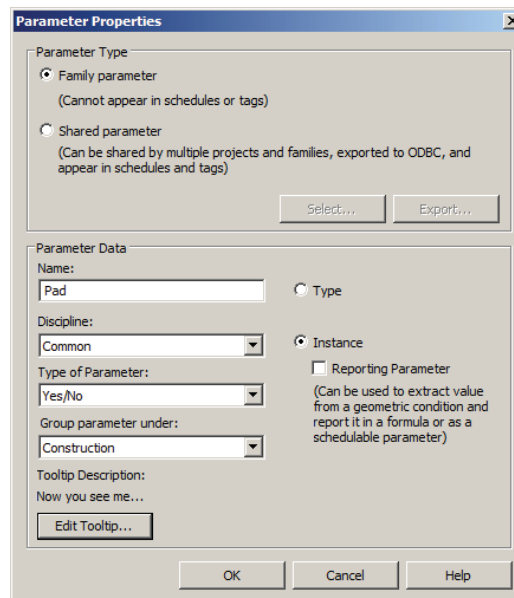 Parameter Properties
Parameter Type
Family parameter
(Cannot appear in schedules or tags)
Shared parameter
(Can be shared by multiple projects and families, exported to ODBC, and
appear in schedules and tags)
Select...
Export...
Parameter Data
Name:
Pad
Type
Discipline:
Common
Instance
Reporting Parameter
(Can be used to extract value
from a geometric condition and
report it in a formula or as a
schedulable parameter)
Type of Parameter:
Yes/No
Group parameter under:
Construction
Tooltip Description:
Now you see me...
Edit Tooltip...
OK
Cancel
Help